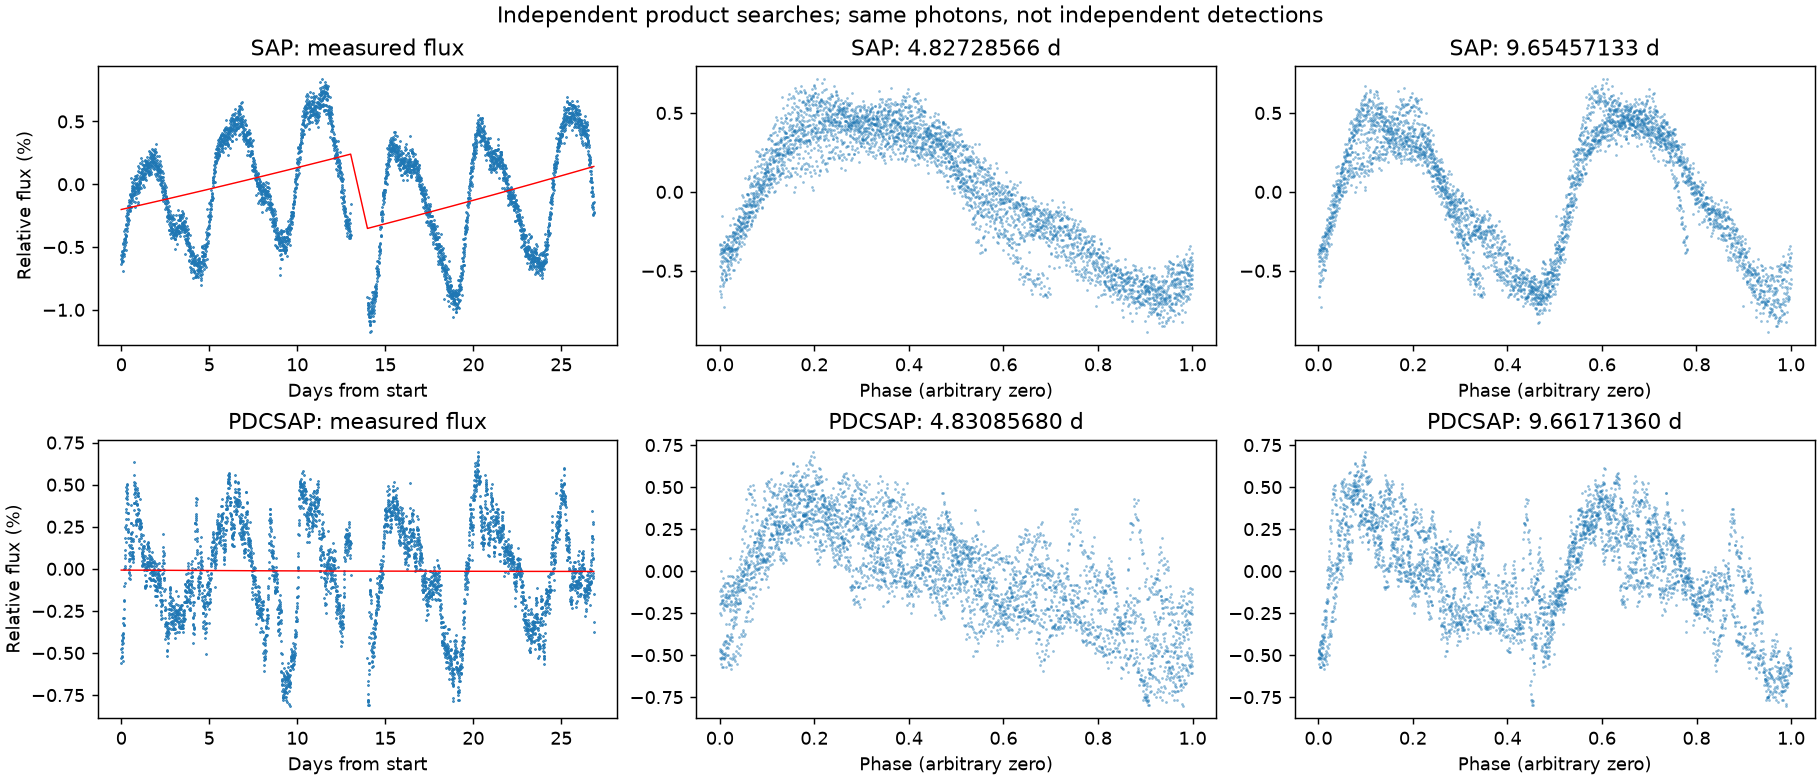 Independent product searches; same photons, not independent detections
SAP: measured flux
Relative flux (%)
0.5
0.0
−0.5
−1.0
0 5 10 15 20 25
Days from start
SAP: 4.82728566 d
0.5
0.0
−0.5
0.0 0.2 0.4 0.6 0.8 1.0
Phase (arbitrary zero)
SAP: 9.65457133 d
0.5
0.0
−0.5
0.0 0.2 0.4 0.6 0.8 1.0
Phase (arbitrary zero)
PDCSAP: measured flux
Relative flux (%)
0.75
0.50
0.25
0.00
−0.25
−0.50
−0.75
0 5 10 15 20 25
Days from start
PDCSAP: 4.83085680 d
0.75
0.50
0.25
0.00
−0.25
−0.50
−0.75
0.0 0.2 0.4 0.6 0.8 1.0
Phase (arbitrary zero)
PDCSAP: 9.66171360 d
0.75
0.50
0.25
0.00
−0.25
−0.50
−0.75
0.0 0.2 0.4 0.6 0.8 1.0
Phase (arbitrary zero)